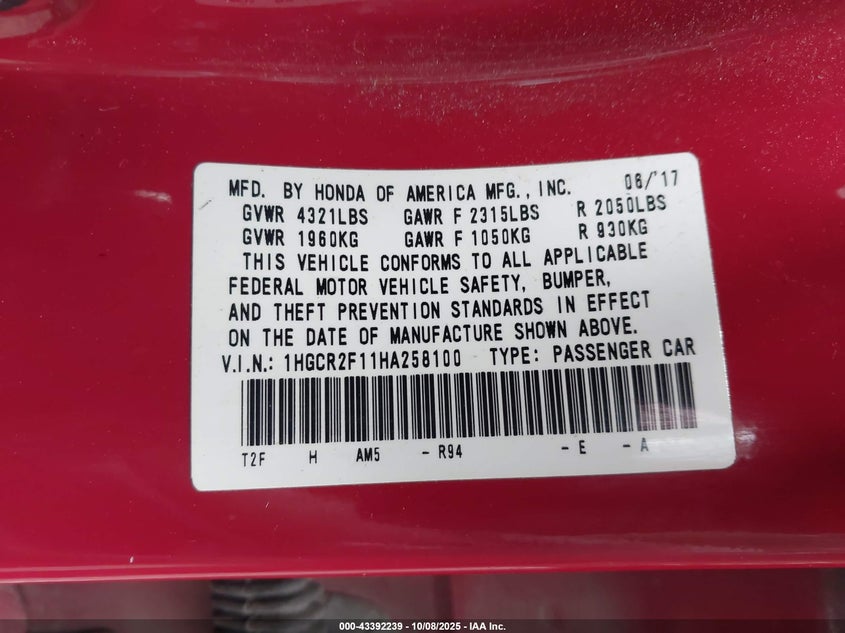 MFD. BY HONDA OF AMERICA MFG., INC. 06/'17
GVWR 4321LBS GAWR F 2315LBS R 2050LBS
GVWR 1960KG GAWR F 1050KG R 930KG
THIS VEHICLE CONFORMS TO ALL APPLICABLE
FEDERAL MOTOR VEHICLE SAFETY, BUMPER,
AND THEFT PREVENTION STANDARDS IN EFFECT
ON THE DATE OF MANUFACTURE SHOWN ABOVE.
V.I.N.: 1HGCR2F11HA258100 TYPE: PASSENGER CAR
T2F H AM5 - R94 - E - A
000-43392239 - 10/08/2025 - IAA Inc.